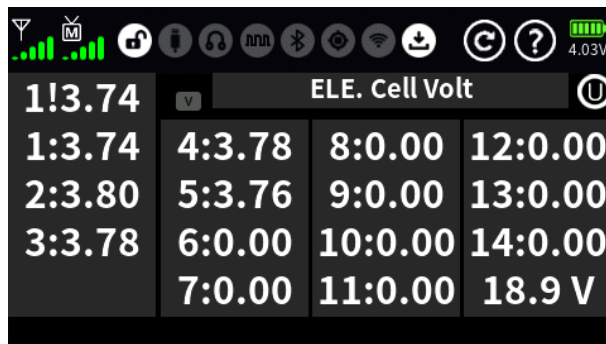 M 4.03V
V ELE. Cell Volt U
1!3.74
1:3.74 4:3.78 8:0.00 12:0.00
2:3.80 5:3.76 9:0.00 13:0.00
3:3.78 6:0.00 10:0.00 14:0.00
7:0.00 11:0.00 18.9 V